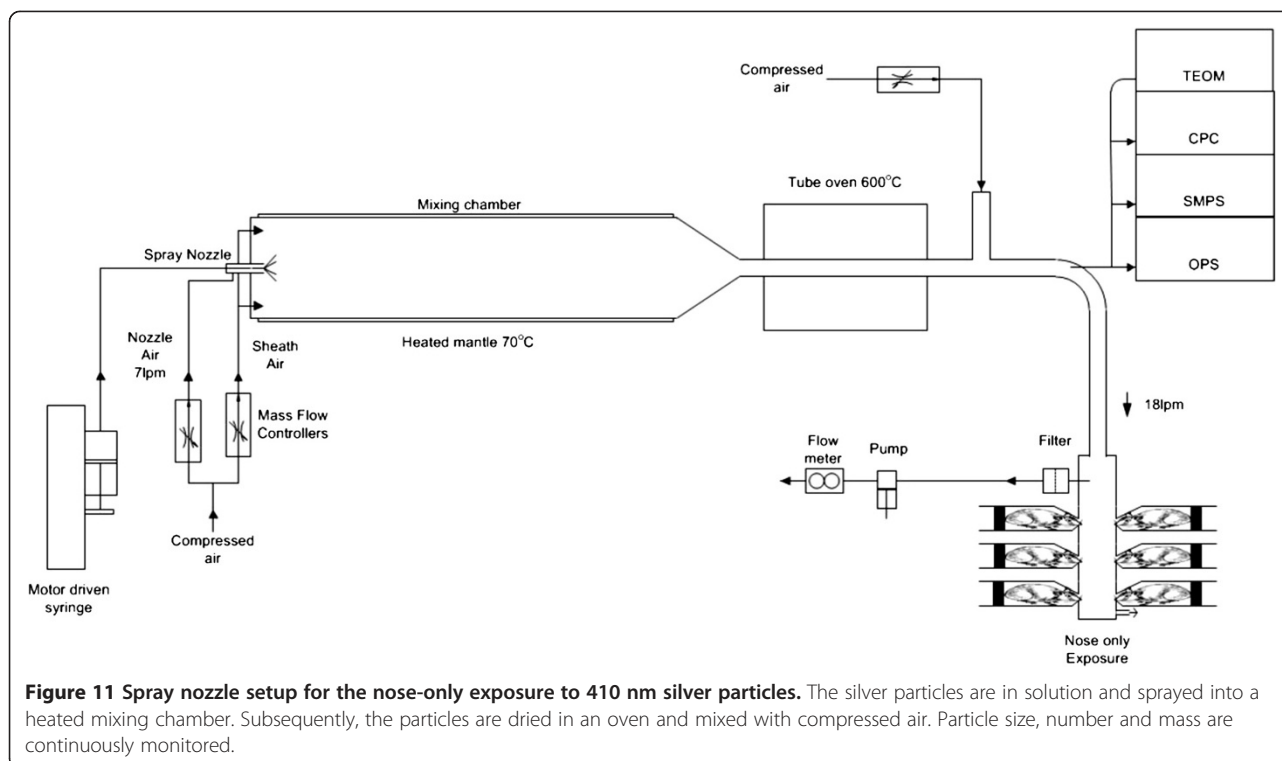 Compressed
air
TEOM
CPC
SMPS
OPS
Tube oven 600°C
Mixing chamber
Spray Nozzle
Heated mantle 70°C
Nozzle
Air
7lpm
Sheath
Air
Mass Flow
Controllers
18lpm
Flow
meter
Pump
Filter
Compressed
air
Motor driven
syringe
Nose only
Exposure
Figure 11 Spray nozzle setup for the nose-only exposure to 410 nm silver particles. The silver particles are in solution and sprayed into a
heated mixing chamber. Subsequently, the particles are dried in an oven and mixed with compressed air. Particle size, number and mass are
continuously monitored.